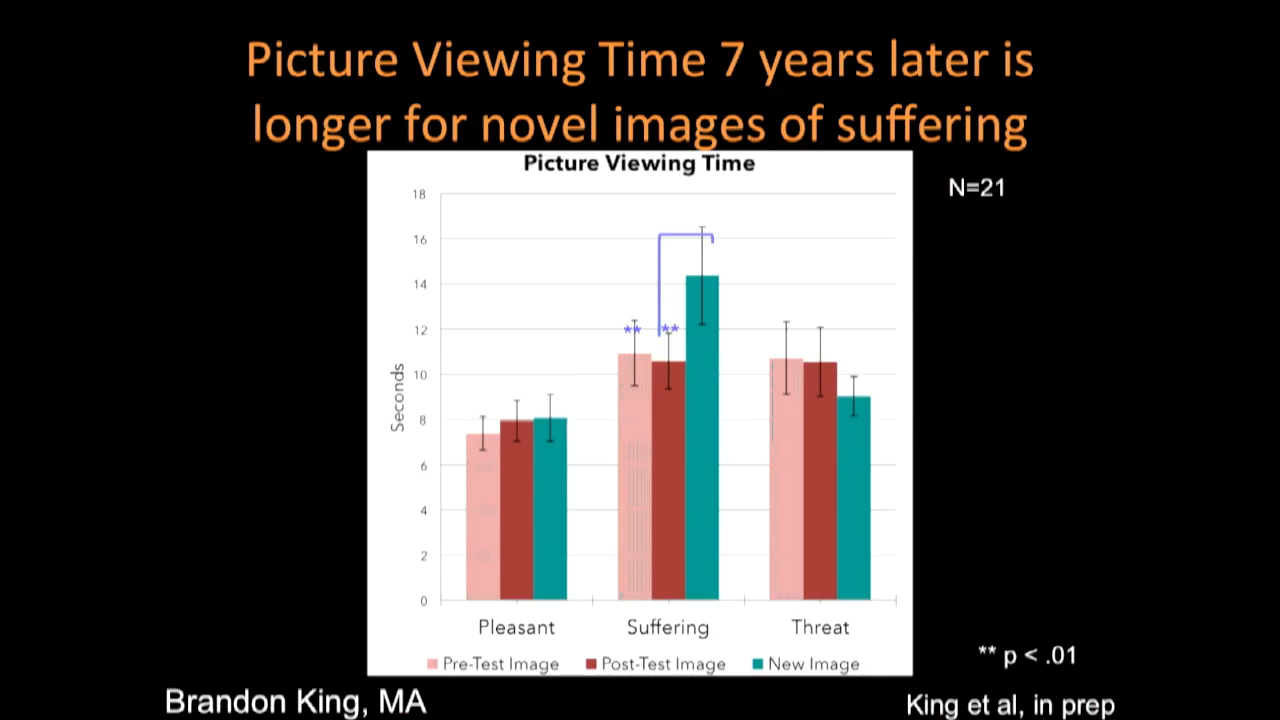 Picture Viewing Time 7 years later is
longer for novel images of suffering
Picture Viewing Time
N=21
18
16
14
12
10
8
6
4
2
0
Seconds
**
**
Pleasant
Suffering
Threat
Pre-Test Image
Post-Test Image
New Image
** p < .01
Brandon King, MA
King et al, in prep